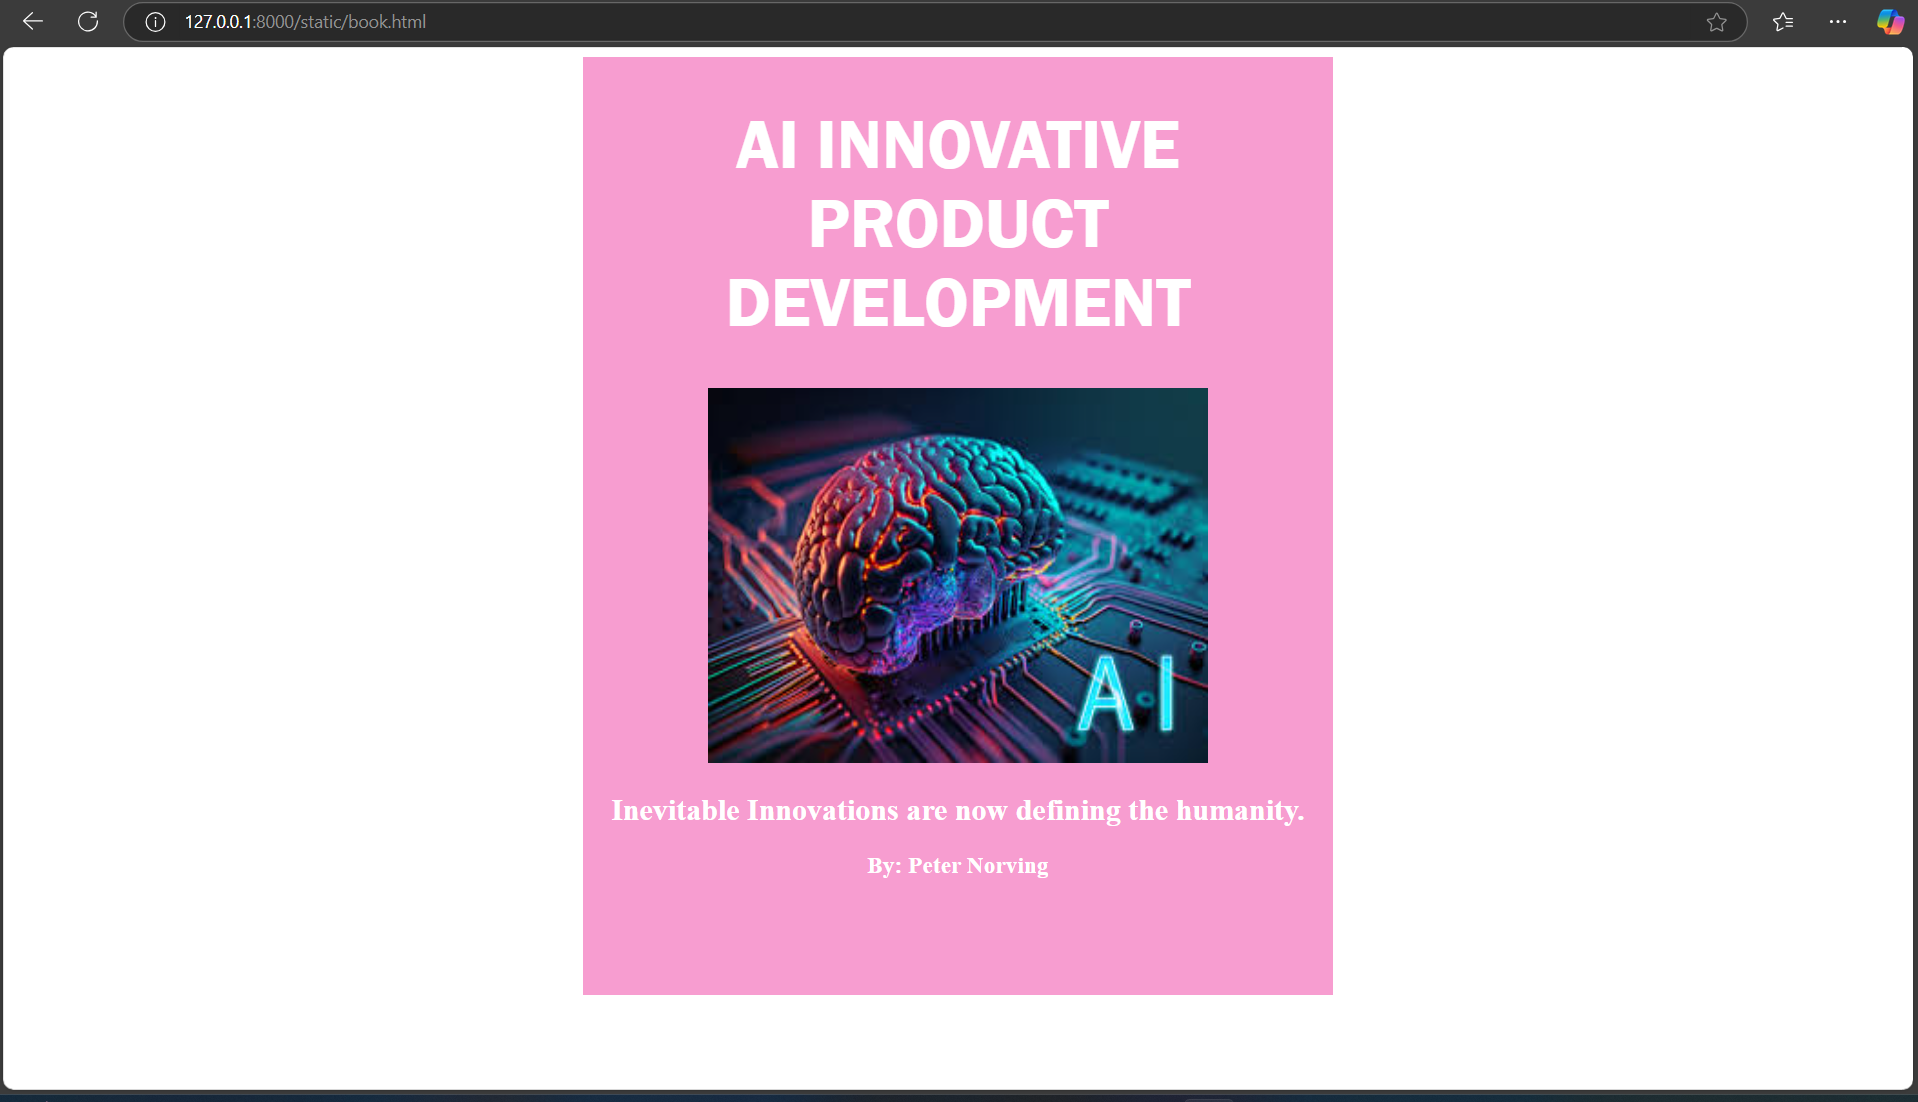 127.0.0.1:8000/static/book.html
AI INNOVATIVE
PRODUCT
DEVELOPMENT
AI
Inevitable Innovations are now defining the humanity.
By: Peter Norving